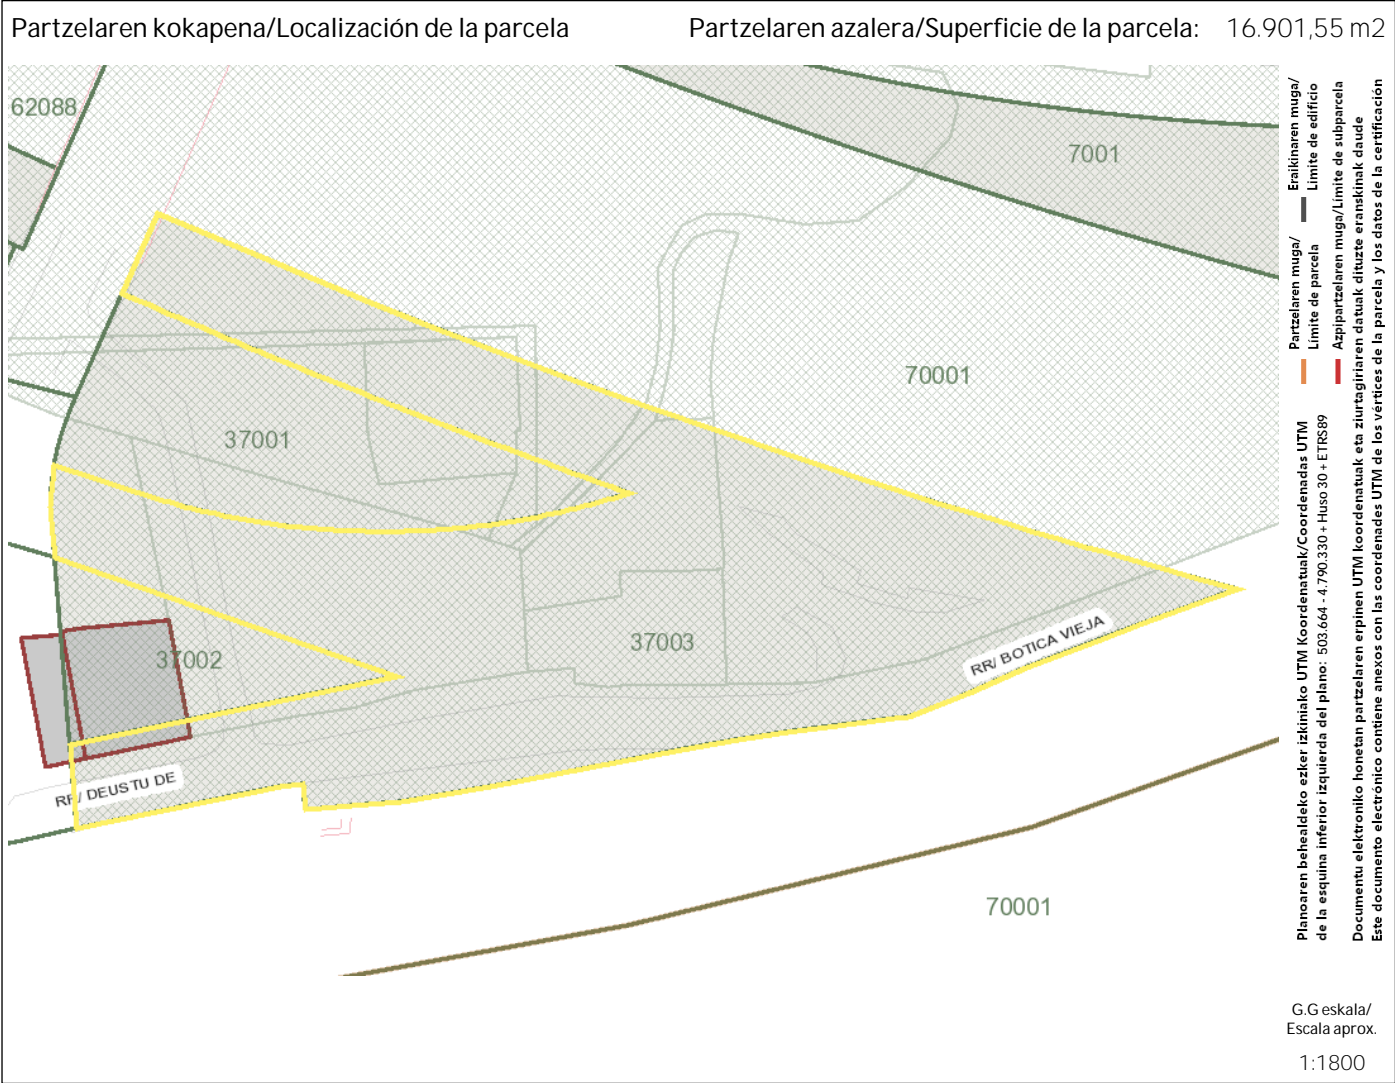 Partzelaren kokapena/Localización de la parcela
Partzelaren azalera/Superficie de la parcela: 16.901,55 m2
62088
7001
70001
37001
37003
37002
RR/ BOTICA VIEJA
RR/ DEUSTU DE
70001
Eraikinaren muga/
Limite de edificio
Partzelaren muga/
Limite de parcela
Azpipartzelaren muga/Limite de subparcela
Planoaren behealdeko ezker izkiniako UTM Koordenatuak/Coordenadas UTM
de la esquina inferior izquierda del plano: 503.664 - 4.790.330 + Huso 30 + ETRS89
Documentu elektroniko honetan partzelaren erpinen UTM koordenatuak eta ziurtagiriaren datuak dituzte eranskinak daude
Este documento electrónico contiene anexos con las coordenadas UTM de los vértices de la parcela y los datos de la certificación
G.G eskala/
Escala aprox.
1:1800